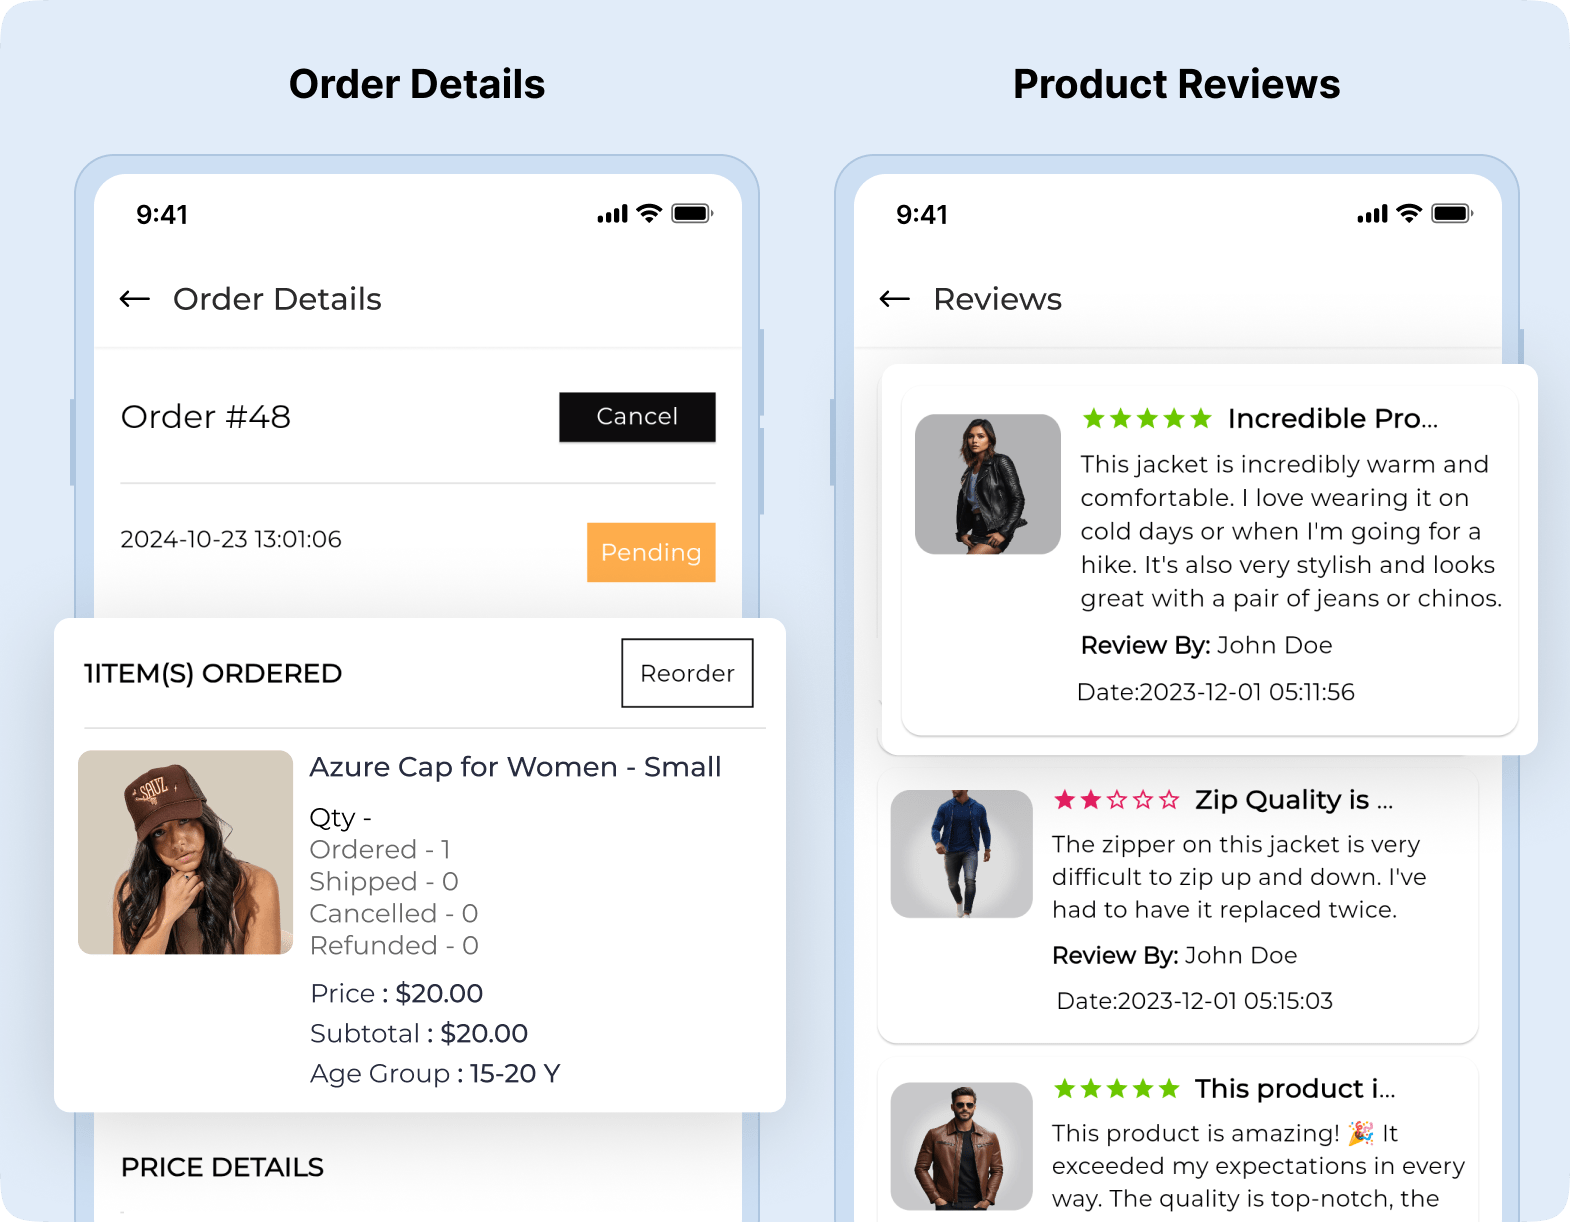 Order Details
9:41
Order Details
Order #48
Cancel
2024-10-23 13:01:06
Pending
1ITEM(S) ORDERED
Reorder
SAUZ
Azure Cap for Women - Small
Qty -
Ordered - 1
Shipped - 0
Cancelled - 0
Refunded - 0
Price : $20.00
Subtotal : $20.00
Age Group : 15-20 Y
PRICE DETAILS
Product Reviews
9:41
Reviews
Incredible Pro...
This jacket is incredibly warm and
comfortable. I love wearing it on
cold days or when I'm going for a
hike. It's also very stylish and looks
great with a pair of jeans or chinos.
Review By: John Doe
Date:2023-12-01 05:11:56
Zip Quality is ...
The zipper on this jacket is very
difficult to zip up and down. I've
had to have it replaced twice.
Review By: John Doe
Date:2023-12-01 05:15:03
This product i...
This product is amazing! 🎉 It
exceeded my expectations in every
way. The quality is top-notch, the